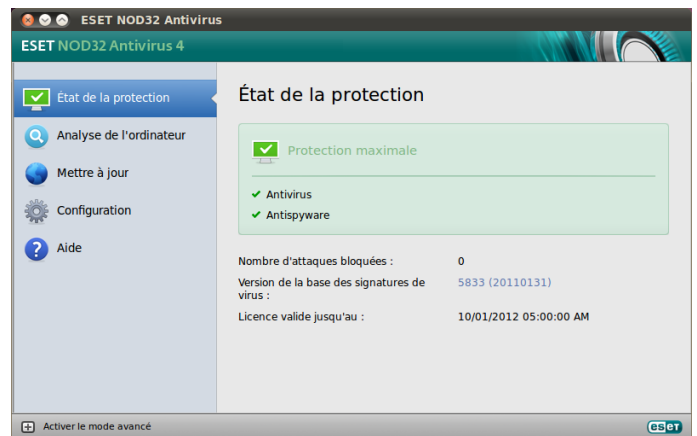 ESET NOD32 Antivirus
ESET NOD32 Antivirus 4
État de la protection
Analyse de l'ordinateur
Mettre à jour
Configuration
Aide
État de la protection
Protection maximale
Antivirus
Antispyware
Nombre d'attaques bloquées : 0
Version de la base des signatures de 5833 (20110131)
virus :
Licence valide jusqu'au : 10/01/2012 05:00:00 AM
Activer le mode avancé
eseT